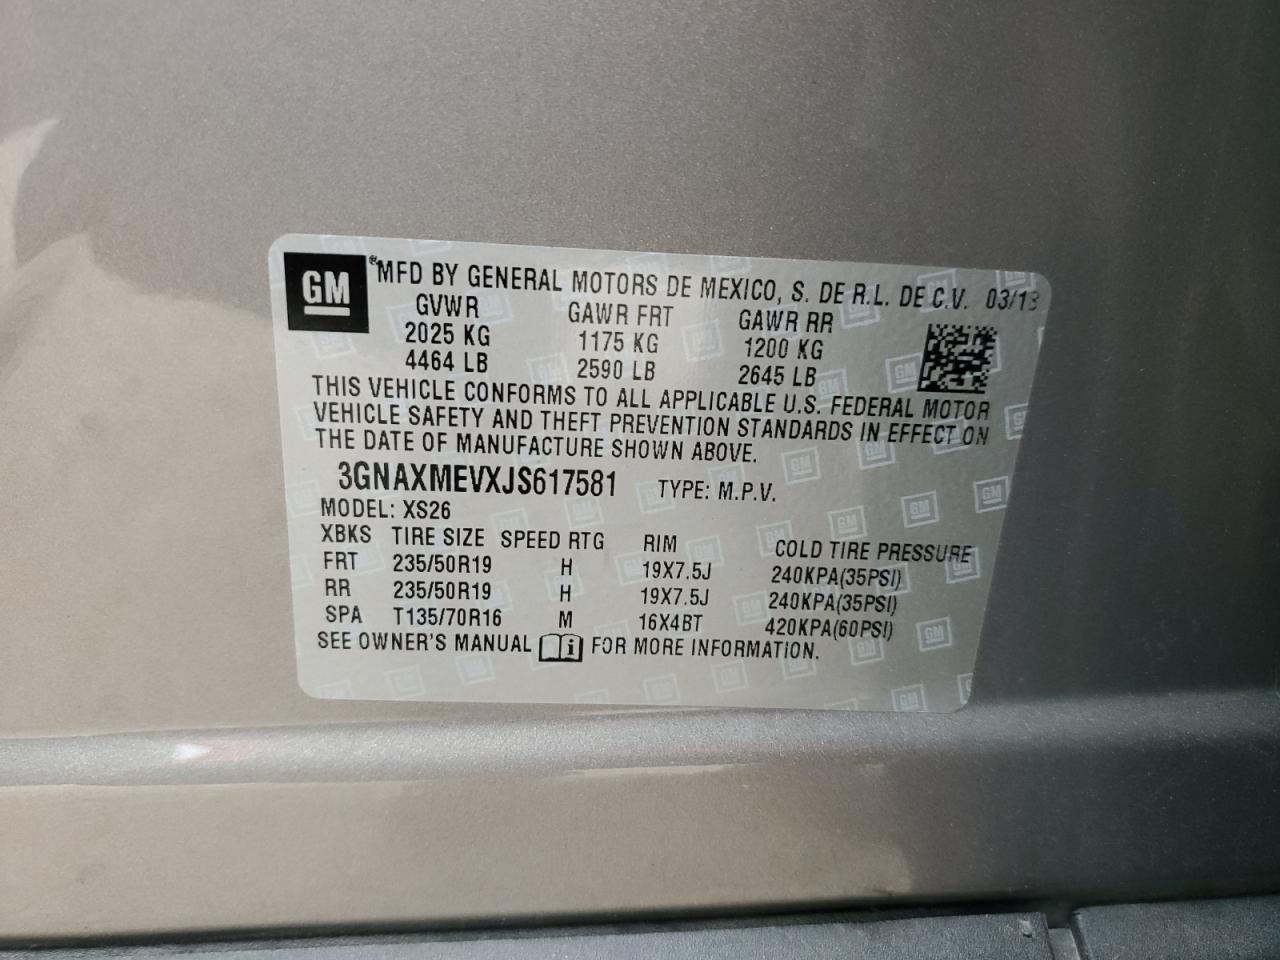 GM ® MFD BY GENERAL MOTORS DE MEXICO, S. DE R.L. DE C.V. 03/18
GVWR GAWR FRT GAWR RR
2025 KG 1175 KG 1200 KG
4464 LB 2590 LB 2645 LB
THIS VEHICLE CONFORMS TO ALL APPLICABLE U.S. FEDERAL MOTOR
VEHICLE SAFETY AND THEFT PREVENTION STANDARDS IN EFFECT ON
THE DATE OF MANUFACTURE SHOWN ABOVE.
3GNAXMEVXJS617581 TYPE: M.P.V.
MODEL: XS26
XBKS TIRE SIZE SPEED RTG RIM COLD TIRE PRESSURE
FRT 235/50R19 H 19X7.5J 240KPA(35PSI)
RR 235/50R19 H 19X7.5J 240KPA(35PSI)
SPA T135/70R16 M 16X4BT 420KPA(60PSI)
SEE OWNER'S MANUAL i FOR MORE INFORMATION.